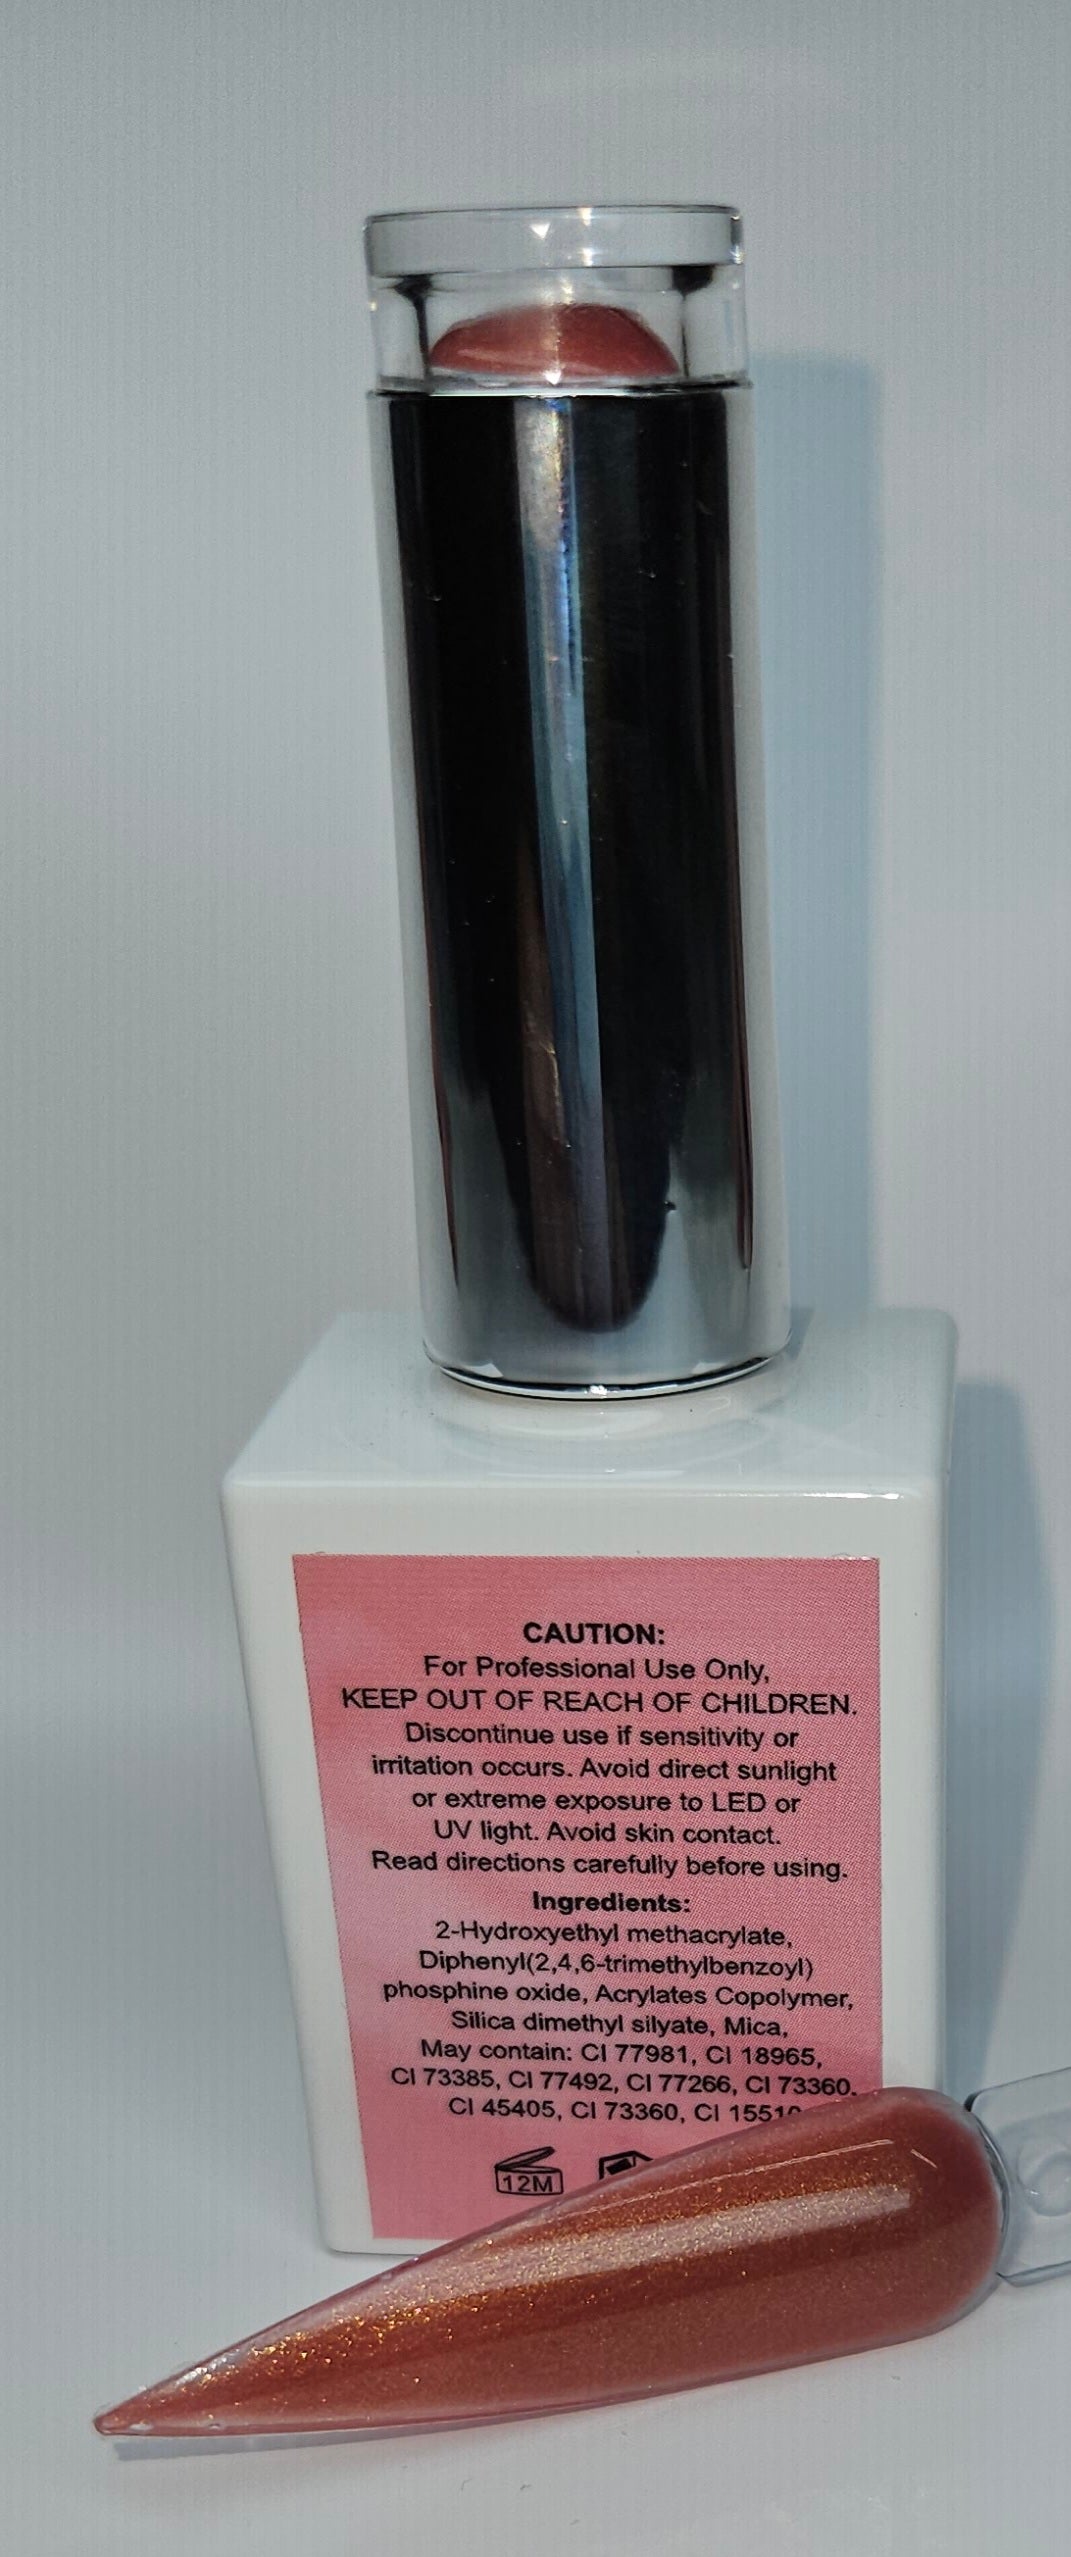 CAUTION:
For Professional Use Only,
KEEP OUT OF REACH OF CHILDREN.
Discontinue use if sensitivity or
irritation occurs. Avoid direct sunlight
or extreme exposure to LED or
UV light. Avoid skin contact.
Read directions carefully before using.
Ingredients:
2-Hydroxyethyl methacrylate,
Diphenyl(2,4,6-trimethylbenzoyl)
phosphine oxide, Acrylates Copolymer,
Silica dimethyl silyate, Mica,
May contain: CI 77981, CI 18965,
CI 73385, CI 77492, CI 77266, CI 73360,
CI 45405, CI 73360, CI
12M